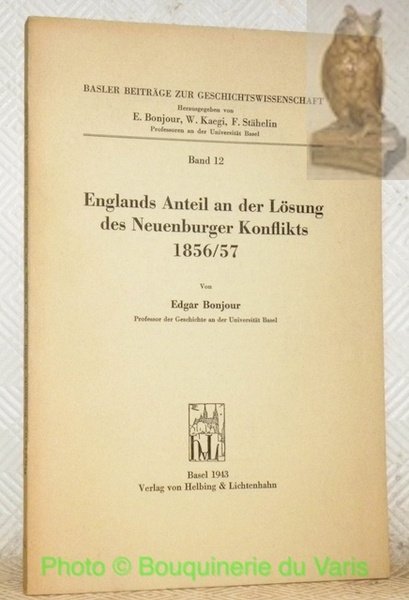 BASLER BEITRÄGE ZUR GESCHICHTSWISSENSCHAFT
Herausgegeben von
E. Bonjour, W. Kaegi, F. Stähelin
Professoren an der Universität Basel
Band 12
Englands Anteil an der Lösung
des Neuenburger Konflikts
1856/57
Von
Edgar Bonjour
Professor der Geschichte an der Universität Basel
Basel 1943
Verlag von Helbing & Lichtenhahn
Photo © Bouquinerie du Varis